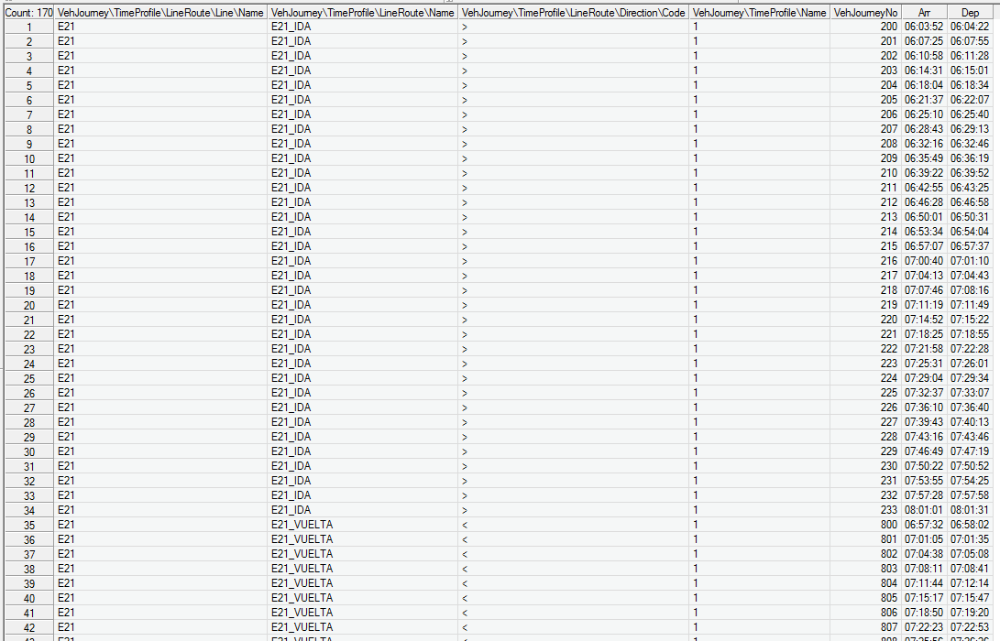 Count: 170 VehJourney\TimeProfile\LineRoute\Line\Name VehJourney\TimeProfile\LineRoute\Name VehJourney\TimeProfile\LineRoute\Direction\Code VehJourney\TimeProfile\Name VehJourneyNo Arr Dep
1 E21 E21_IDA > 1 200 06:03:52 06:04:22
2 E21 E21_IDA > 1 201 06:07:25 06:07:55
3 E21 E21_IDA > 1 202 06:10:58 06:11:28
4 E21 E21_IDA > 1 203 06:14:31 06:15:01
5 E21 E21_IDA > 1 204 06:18:04 06:18:34
6 E21 E21_IDA > 1 205 06:21:37 06:22:07
7 E21 E21_IDA > 1 206 06:25:10 06:25:40
8 E21 E21_IDA > 1 207 06:28:43 06:29:13
9 E21 E21_IDA > 1 208 06:32:16 06:32:46
10 E21 E21_IDA > 1 209 06:35:49 06:36:19
11 E21 E21_IDA > 1 210 06:39:22 06:39:52
12 E21 E21_IDA > 1 211 06:42:55 06:43:25
13 E21 E21_IDA > 1 212 06:46:28 06:46:58
14 E21 E21_IDA > 1 213 06:50:01 06:50:31
15 E21 E21_IDA > 1 214 06:53:34 06:54:04
16 E21 E21_IDA > 1 215 06:57:07 06:57:37
17 E21 E21_IDA > 1 216 07:00:40 07:01:10
18 E21 E21_IDA > 1 217 07:04:13 07:04:43
19 E21 E21_IDA > 1 218 07:07:46 07:08:16
20 E21 E21_IDA > 1 219 07:11:19 07:11:49
21 E21 E21_IDA > 1 220 07:14:52 07:15:22
22 E21 E21_IDA > 1 221 07:18:25 07:18:55
23 E21 E21_IDA > 1 222 07:21:58 07:22:28
24 E21 E21_IDA > 1 223 07:25:31 07:26:01
25 E21 E21_IDA > 1 224 07:29:04 07:29:34
26 E21 E21_IDA > 1 225 07:32:37 07:33:07
27 E21 E21_IDA > 1 226 07:36:10 07:36:40
28 E21 E21_IDA > 1 227 07:39:43 07:40:13
29 E21 E21_IDA > 1 228 07:43:16 07:43:46
30 E21 E21_IDA > 1 229 07:46:49 07:47:19
31 E21 E21_IDA > 1 230 07:50:22 07:50:52
32 E21 E21_IDA > 1 231 07:53:55 07:54:25
33 E21 E21_IDA > 1 232 07:57:28 07:57:58
34 E21 E21_IDA > 1 233 08:01:01 08:01:31
35 E21 E21_VUELTA < 1 800 06:57:32 06:58:02
36 E21 E21_VUELTA < 1 801 07:01:05 07:01:35
37 E21 E21_VUELTA < 1 802 07:04:38 07:05:08
38 E21 E21_VUELTA < 1 803 07:08:11 07:08:41
39 E21 E21_VUELTA < 1 804 07:11:44 07:12:14
40 E21 E21_VUELTA < 1 805 07:15:17 07:15:47
41 E21 E21_VUELTA < 1 806 07:18:50 07:19:20
42 E21 E21_VUELTA < 1 807 07:22:23 07:22:53